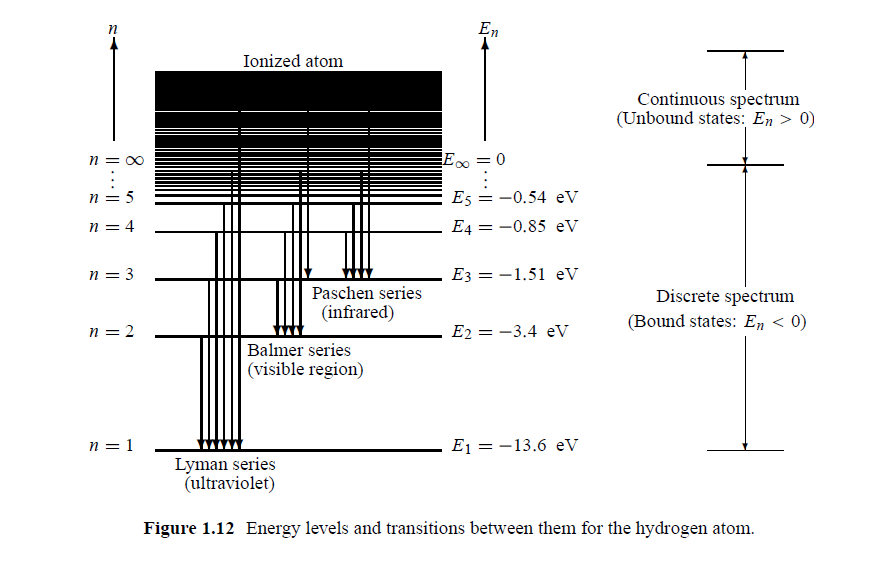 n
E_n
Ionized atom
Continuous spectrum
(Unbound states: E_n > 0)
n = ∞
E_∞ = 0
⋮
⋮
n = 5
E_5 = −0.54 eV
n = 4
E_4 = −0.85 eV
n = 3
E_3 = −1.51 eV
Paschen series
(infrared)
Discrete spectrum
(Bound states: E_n < 0)
n = 2
E_2 = −3.4 eV
Balmer series
(visible region)
n = 1
E_1 = −13.6 eV
Lyman series
(ultraviolet)
Figure 1.12 Energy levels and transitions between them for the hydrogen atom.